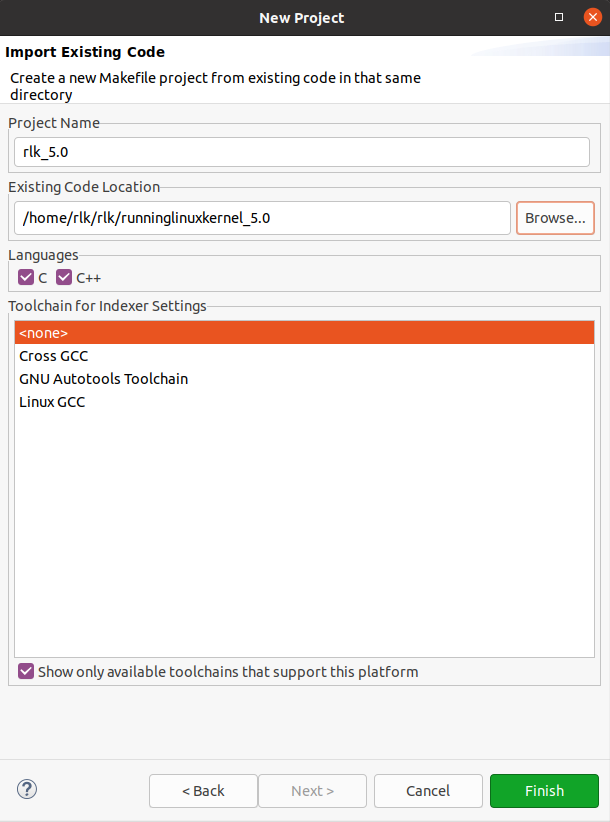 New Project
Import Existing Code
Create a new Makefile project from existing code in that same
directory
Project Name
rlk_5.0
Existing Code Location
/home/rlk/rlk/runninglinuxkernel_5.0
Browse...
Languages
C
C++
Toolchain for Indexer Settings
<none>
Cross GCC
GNU Autotools Toolchain
Linux GCC
Show only available toolchains that support this platform
?
< Back
Next >
Cancel
Finish